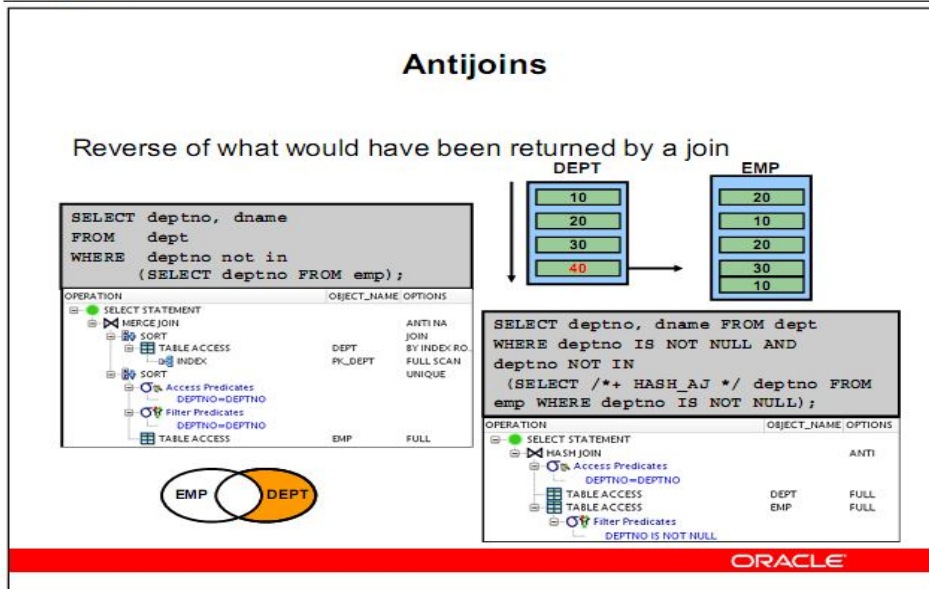 Antijoins
Reverse of what would have been returned by a join
DEPT
10
20
30
40
EMP
20
10
20
30
10
SELECT deptno, dname
FROM dept
WHERE deptno not in
(SELECT deptno FROM emp);
OPERATION OBJECT_NAME OPTIONS
SELECT STATEMENT
MERGE JOIN ANTI NA
SORT JOIN
TABLE ACCESS DEPT BY INDEX RO..
INDEX PK_DEPT FULL SCAN
SORT UNIQUE
Access Predicates
DEPTNO=DEPTNO
Filter Predicates
DEPTNO=DEPTNO
TABLE ACCESS EMP FULL
SELECT deptno, dname FROM dept
WHERE deptno IS NOT NULL AND
deptno NOT IN
(SELECT /*+ HASH_AJ */ deptno FROM
emp WHERE deptno IS NOT NULL);
OPERATION OBJECT_NAME OPTIONS
SELECT STATEMENT
HASH JOIN ANTI
Access Predicates
DEPTNO=DEPTNO
TABLE ACCESS DEPT FULL
TABLE ACCESS EMP FULL
Filter Predicates
DEPTNO IS NOT NULL
EMP DEPT
ORACLE